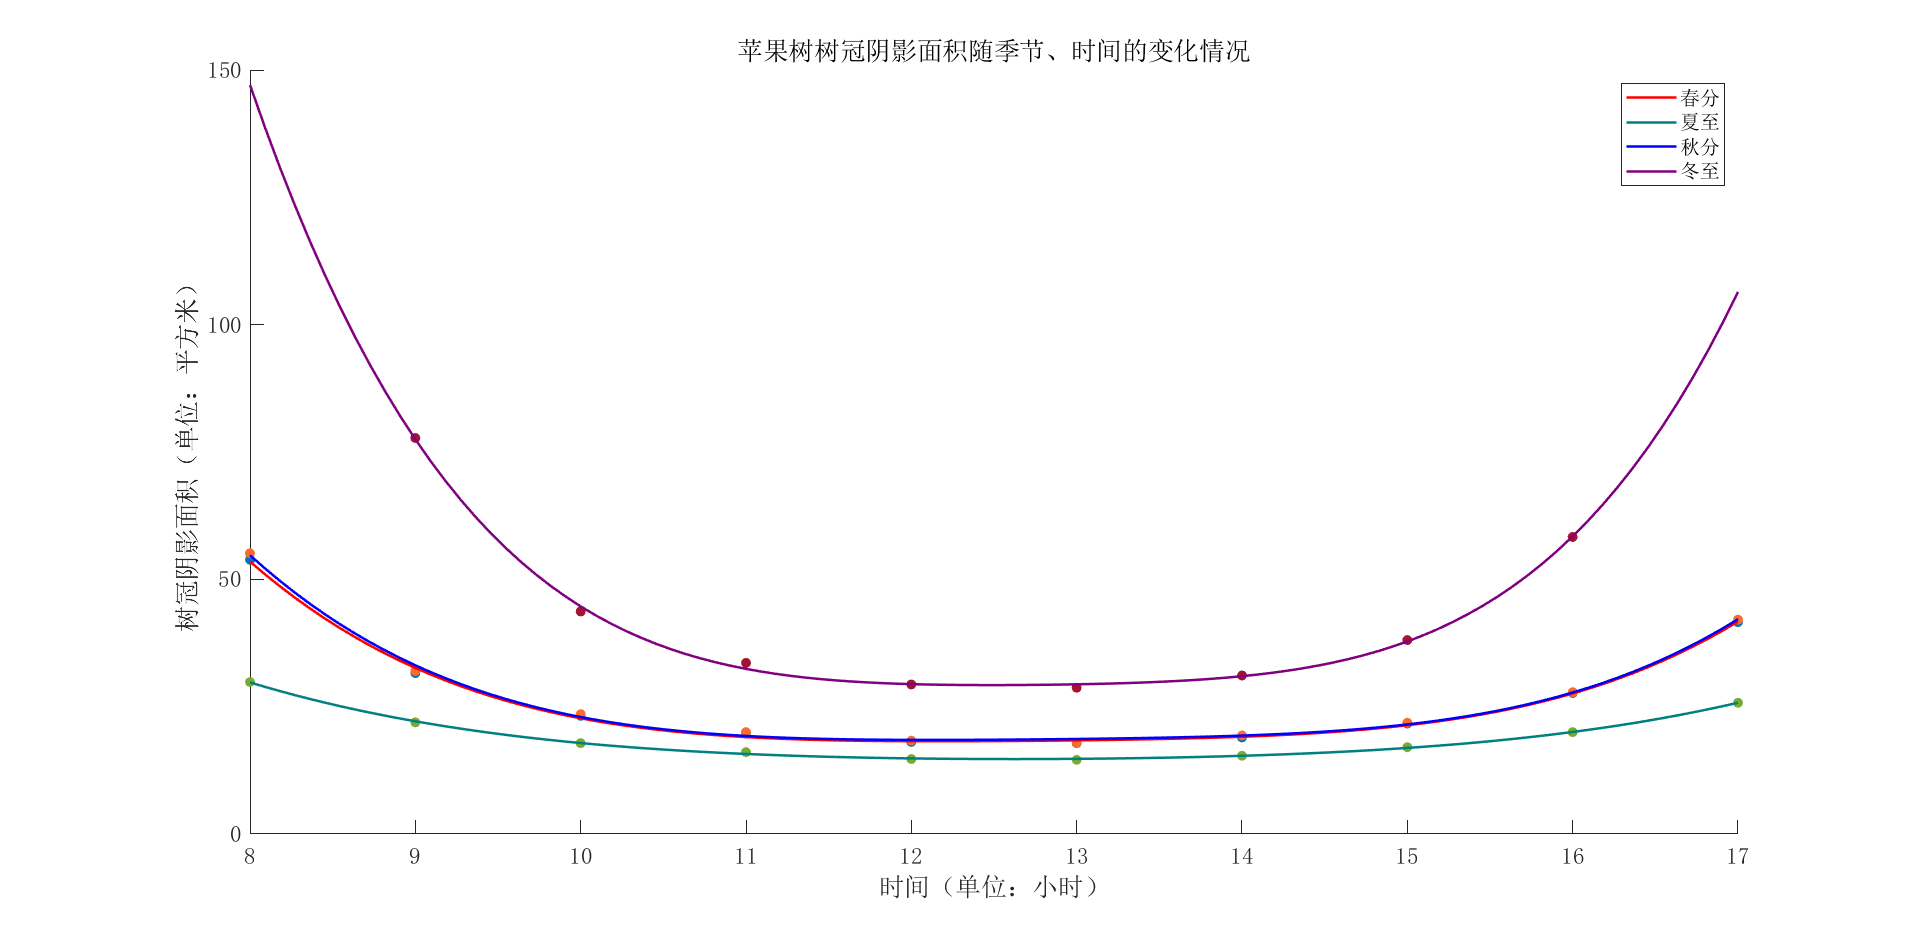 苹果树树冠阴影面积随季节、时间的变化情况
150
100
50
0
树冠阴影面积（单位：平方米）
春分
夏至
秋分
冬至
8 9 10 11 12 13 14 15 16 17
时间（单位：小时）